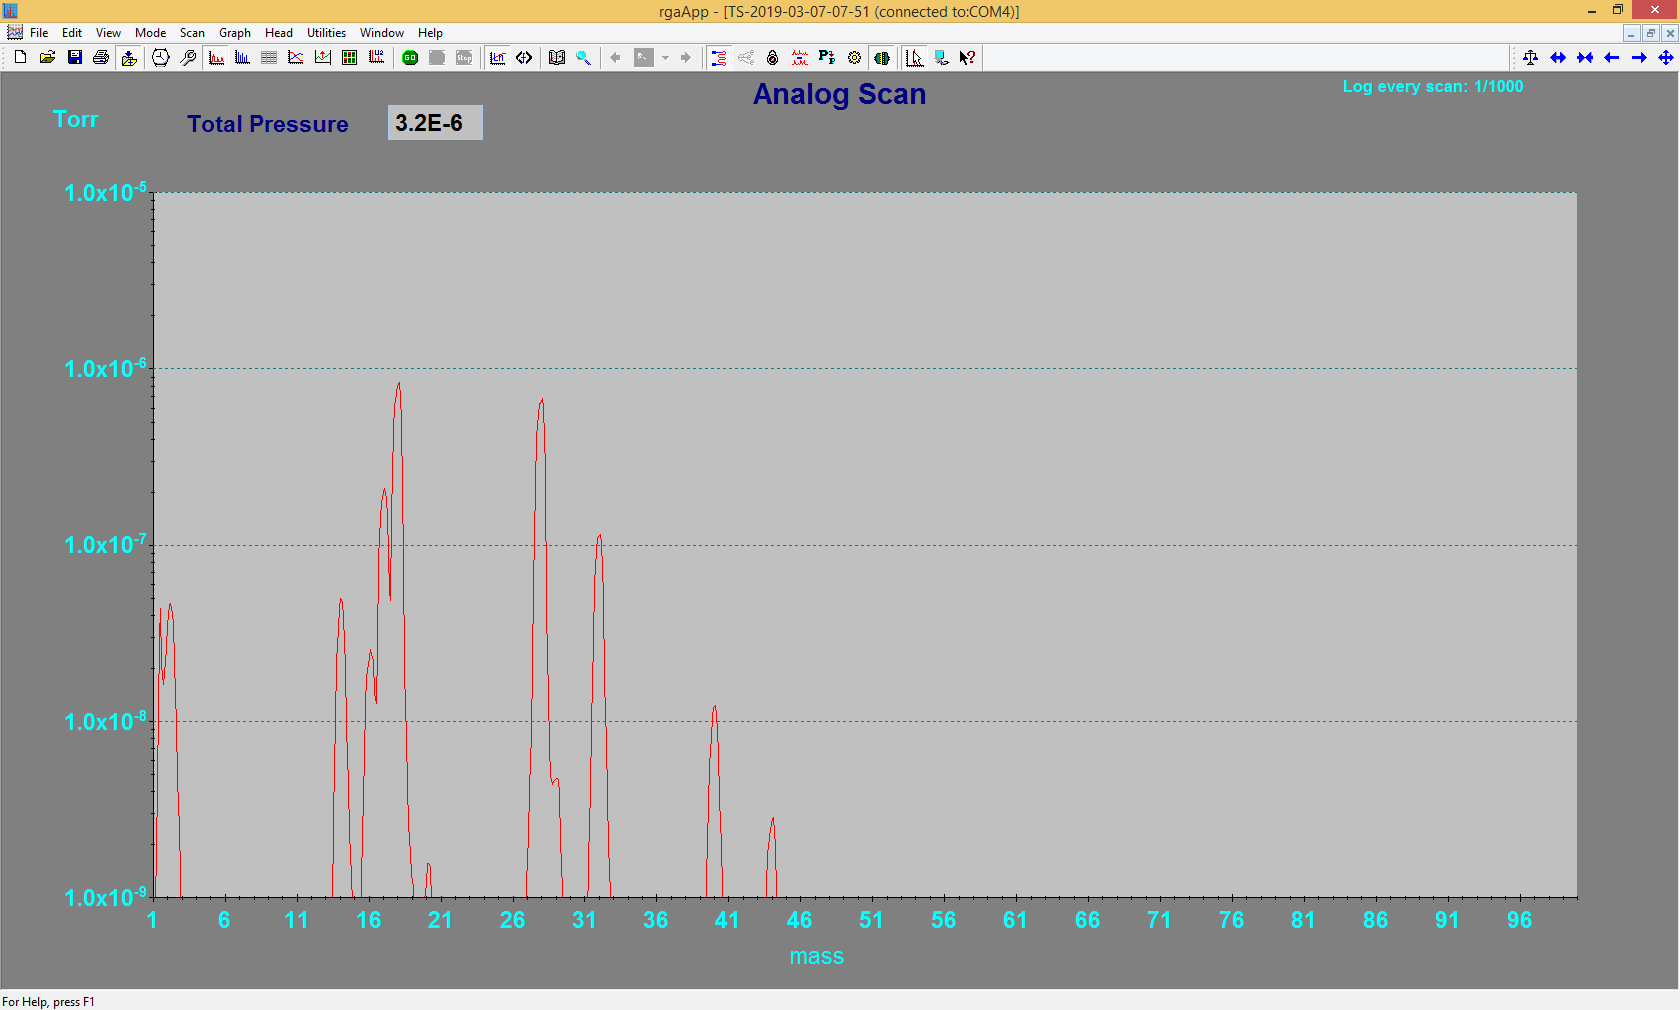 rgaApp - [TS-2019-03-07-07-51 (connected to:COM4)]
File Edit View Mode Scan Graph Head Utilities Window Help
GO
Stop
Analog Scan
Log every scan: 1/1000
Torr
Total Pressure 3.2E-6
1.0x10⁻⁵
1.0x10⁻⁶
1.0x10⁻⁷
1.0x10⁻⁸
1.0x10⁻⁹
1 6 11 16 21 26 31 36 41 46 51 56 61 66 71 76 81 86 91 96
mass
For Help, press F1